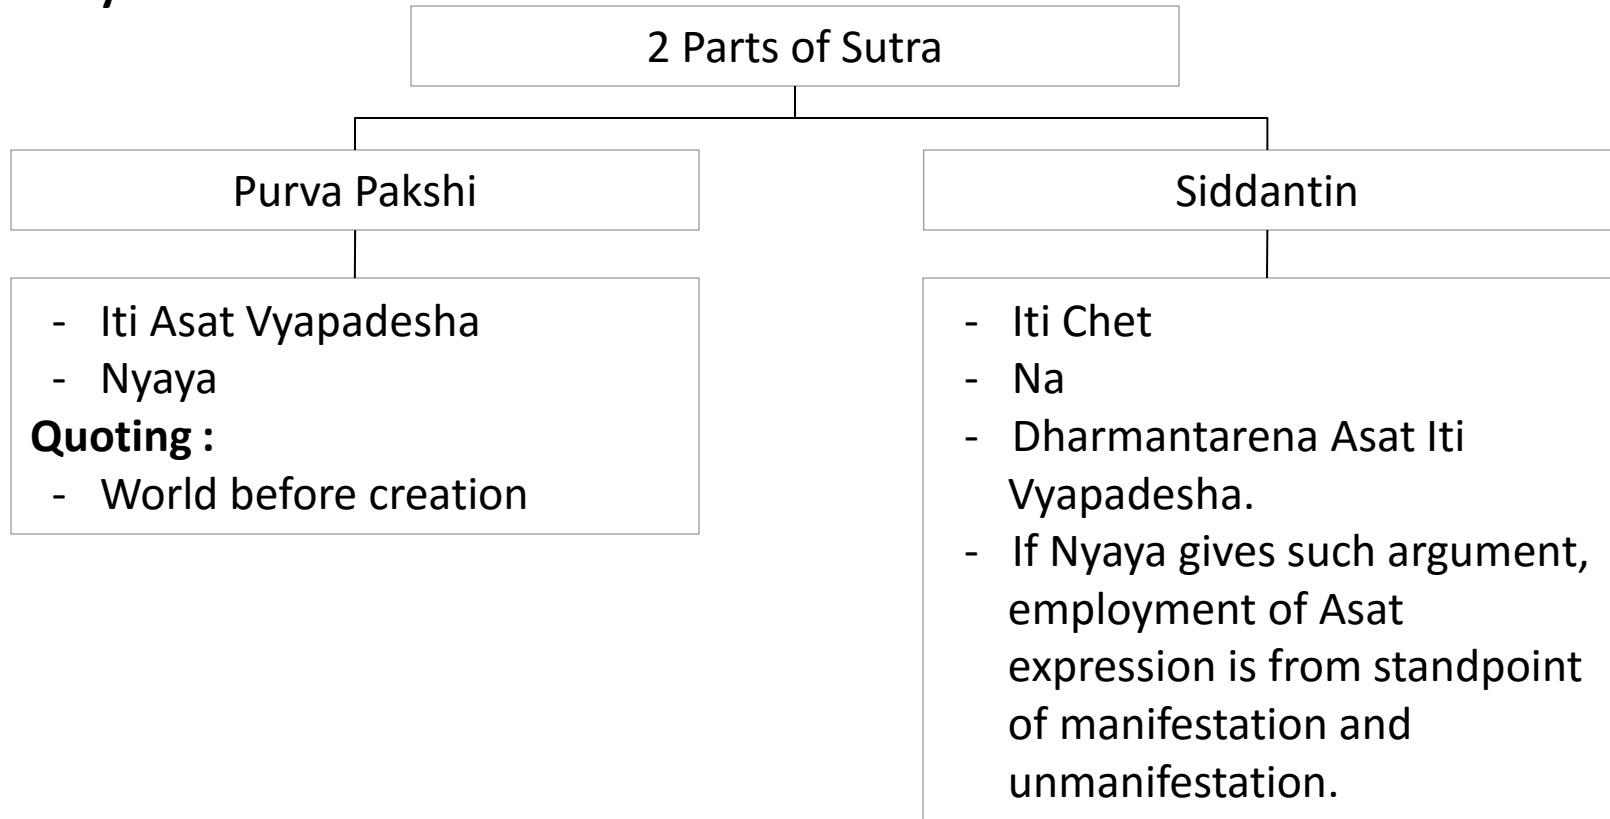 2 Parts of Sutra
Purva Pakshi
Siddantin
- Iti Asat Vyapadesha
- Nyaya
Quoting :
- World before creation
- Iti Chet
- Na
- Dharmantarena Asat Iti
Vyapadesha.
- If Nyaya gives such argument,
employment of Asat
expression is from standpoint
of manifestation and
unmanifestation.